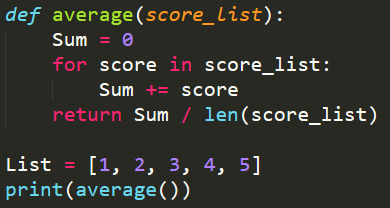 def average(score_list):
    Sum = 0
    for score in score_list:
        Sum += score
    return Sum / len(score_list)

List = [1, 2, 3, 4, 5]
print(average())